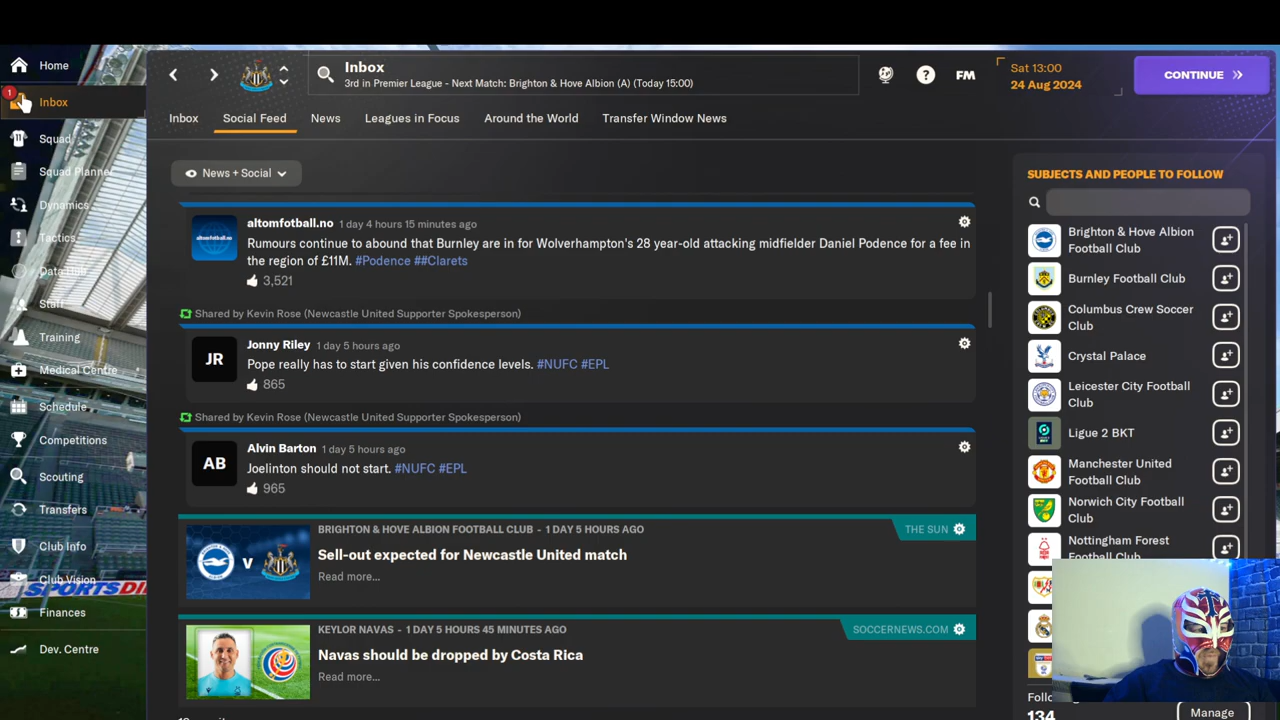 Home
Inbox
3rd in Premier League - Next Match: Brighton & Hove Albion (A) (Today 15:00)
FM
Sat 13:00
24 Aug 2024
CONTINUE
1
Inbox
Squad
Squad Planner
Dynamics
Tactics
Data Hub
Staff
Training
Medical Centre
Schedule
Competitions
Scouting
Transfers
Club Info
Club Vision
Finances
Dev. Centre
SPORTS DI
Inbox
Social Feed
News
Leagues in Focus
Around the World
Transfer Window News
News + Social
altomfotball.no 1 day 4 hours 15 minutes ago
Rumours continue to abound that Burnley are in for Wolverhampton's 28 year-old attacking midfielder Daniel Podence for a fee in
the region of £11M. #Podence ##Clarets
3,521
Shared by Kevin Rose (Newcastle United Supporter Spokesperson)
JR
Jonny Riley 1 day 5 hours ago
Pope really has to start given his confidence levels. #NUFC #EPL
865
Shared by Kevin Rose (Newcastle United Supporter Spokesperson)
AB
Alvin Barton 1 day 5 hours ago
Joelinton should not start. #NUFC #EPL
965
BRIGHTON & HOVE ALBION FOOTBALL CLUB - 1 DAY 5 HOURS AGO
THE SUN
V
Sell-out expected for Newcastle United match
Read more...
KEYLOR NAVAS - 1 DAY 5 HOURS 45 MINUTES AGO
SOCCERNEWS.COM
Navas should be dropped by Costa Rica
Read more...
SUBJECTS AND PEOPLE TO FOLLOW
Brighton & Hove Albion
Football Club
Burnley Football Club
Columbus Crew Soccer
Club
Crystal Palace
Leicester City Football
Club
Ligue 2 BKT
Manchester United
Football Club
Norwich City Football
Club
Nottingham Forest
Football Club
134
Manage